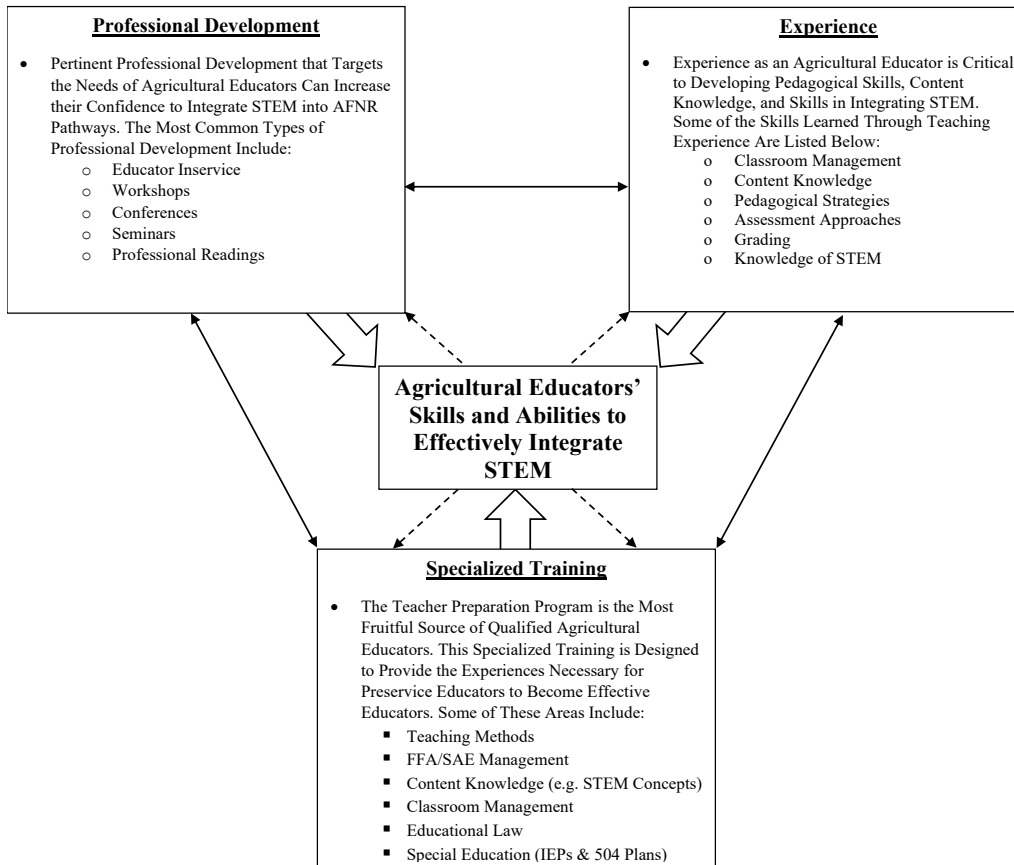 Professional Development
• Pertinent Professional Development that Targets
the Needs of Agricultural Educators Can Increase
their Confidence to Integrate STEM into AFNR
Pathways. The Most Common Types of
Professional Development Include:
o Educator Inservice
o Workshops
o Conferences
o Seminars
o Professional Readings
Experience
• Experience as an Agricultural Educator is Critical
to Developing Pedagogical Skills, Content
Knowledge, and Skills in Integrating STEM.
Some of the Skills Learned Through Teaching
Experience Are Listed Below:
o Classroom Management
o Content Knowledge
o Pedagogical Strategies
o Assessment Approaches
o Grading
o Knowledge of STEM
Agricultural Educators’
Skills and Abilities to
Effectively Integrate
STEM
Specialized Training
• The Teacher Preparation Program is the Most
Fruitful Source of Qualified Agricultural
Educators. This Specialized Training is Designed
to Provide the Experiences Necessary for
Preservice Educators to Become Effective
Educators. Some of These Areas Include:
▪ Teaching Methods
▪ FFA/SAE Management
▪ Content Knowledge (e.g. STEM Concepts)
▪ Classroom Management
▪ Educational Law
▪ Special Education (IEPs & 504 Plans)